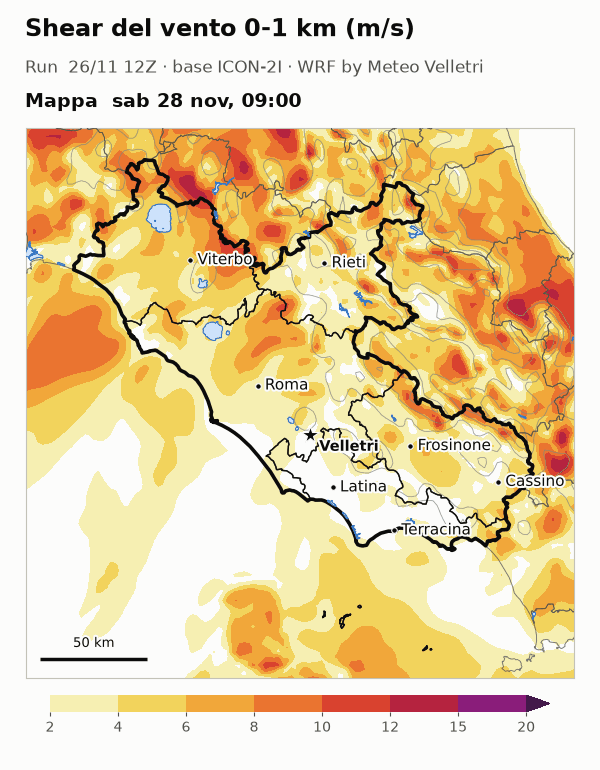 Shear del vento 0-1 km (m/s)
Run  26/11 12Z · base ICON-2I · WRF by Meteo Velletri
Mappa  sab 28 nov, 09:00
Viterbo
Rieti
Roma
Velletri
Frosinone
Cassino
Latina
Terracina
50 km
2 4 6 8 10 12 15 20